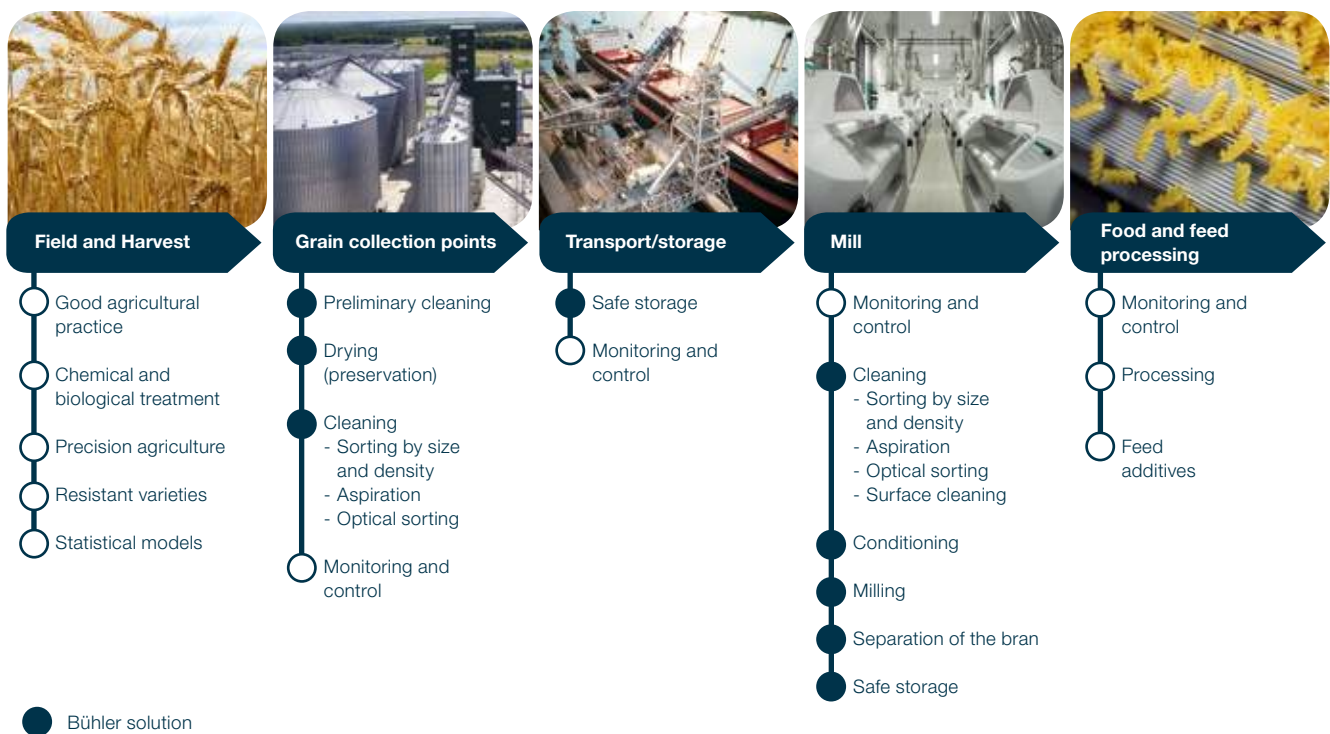 Field and Harvest
Good agricultural
practice
Chemical and
biological treatment
Precision agriculture
Resistant varieties
Statistical models
Grain collection points
Preliminary cleaning
Drying
(preservation)
Cleaning
- Sorting by size
and density
- Aspiration
- Optical sorting
Monitoring and
control
Transport/storage
Safe storage
Monitoring and
control
Mill
Monitoring and
control
Cleaning
- Sorting by size
and density
- Aspiration
- Optical sorting
- Surface cleaning
Conditioning
Milling
Separation of the bran
Safe storage
Food and feed
processing
Monitoring and
control
Processing
Feed
additives
Bühler solution